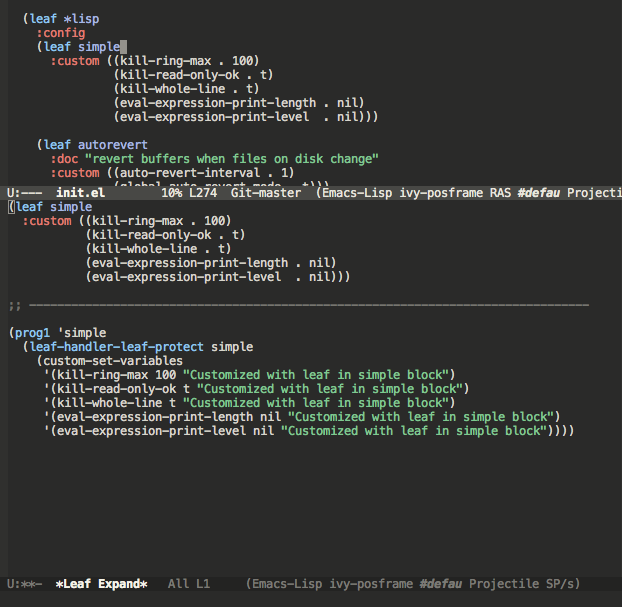 (leaf *lisp
  :config
  (leaf simple
    :custom ((kill-ring-max . 100)
             (kill-read-only-ok . t)
             (kill-whole-line . t)
             (eval-expression-print-length . nil)
             (eval-expression-print-level  . nil)))
  (leaf autorevert
    :doc "revert buffers when files on disk change"
    :custom ((auto-revert-interval . 1)
             (global-auto-revert-mode . t)))
U:---  init.el        10% L274  Git-master  (Emacs-Lisp ivy-posframe RAS #defau Projecti
(leaf simple
  :custom ((kill-ring-max . 100)
           (kill-read-only-ok . t)
           (kill-whole-line . t)
           (eval-expression-print-length . nil)
           (eval-expression-print-level  . nil)))
;; ────────────────────────────────────────
(prog1 'simple
  (leaf-handler-leaf-protect simple
    (custom-set-variables
     '(kill-ring-max 100 "Customized with leaf in simple block")
     '(kill-read-only-ok t "Customized with leaf in simple block")
     '(kill-whole-line t "Customized with leaf in simple block")
     '(eval-expression-print-length nil "Customized with leaf in simple block")
     '(eval-expression-print-level nil "Customized with leaf in simple block"))))
U:**-  *Leaf Expand*   All L1     (Emacs-Lisp ivy-posframe #defau Projectile SP/s)